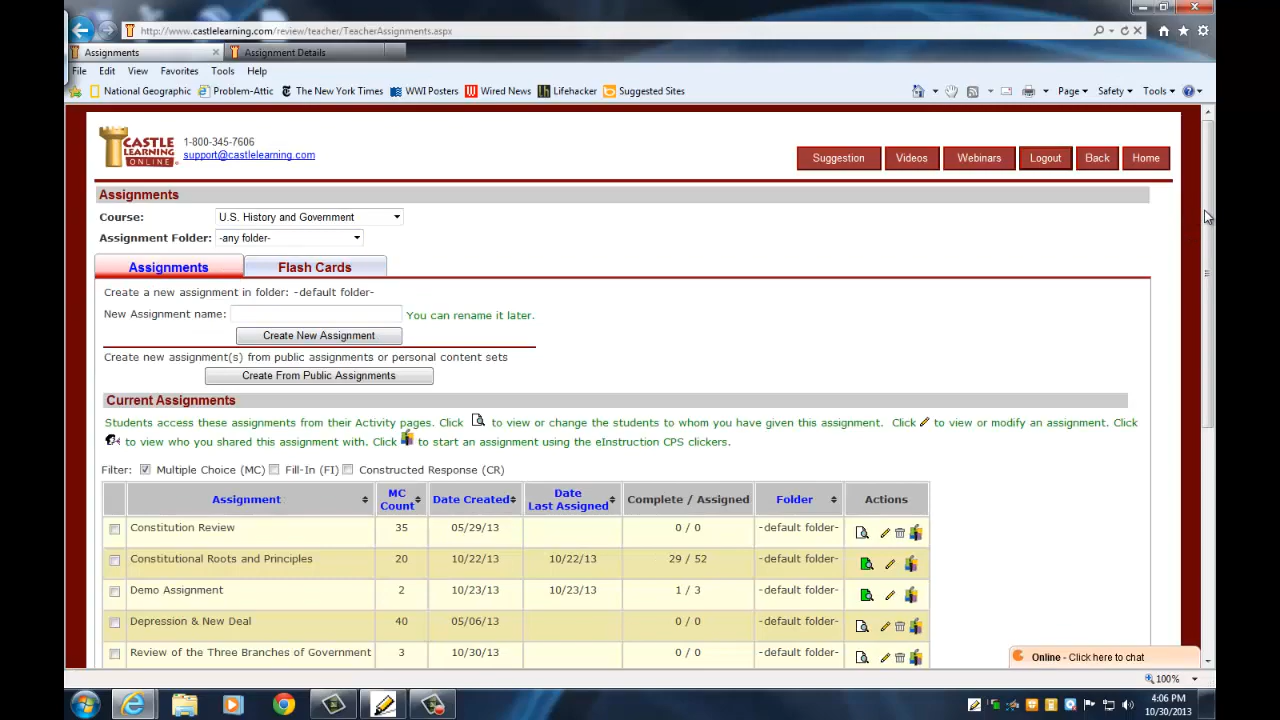 http://www.castlelearning.com/review/teacher/TeacherAssignments.aspx
Assignments
Assignment Details
File Edit View Favorites Tools Help
National Geographic Problem-Attic The New York Times WWI Posters Wired News Lifehacker Suggested Sites Page Safety Tools
CASTLE LEARNING ONLINE
1-800-345-7606
support@castlelearning.com
Suggestion Videos Webinars Logout Back Home
Assignments
Course: U.S. History and Government
Assignment Folder: -any folder-
Assignments Flash Cards
Create a new assignment in folder: -default folder-
New Assignment name: You can rename it later.
Create New Assignment
Create new assignment(s) from public assignments or personal content sets
Create From Public Assignments
Current Assignments
Students access these assignments from their Activity pages. Click to view or change the students to whom you have given this assignment. Click to view or modify an assignment. Click
to view who you shared this assignment with. Click to start an assignment using the eInstruction CPS clickers.
Filter: Multiple Choice (MC) Fill-In (FI) Constructed Response (CR)
Assignment MC Count Date Created Date Last Assigned Complete / Assigned Folder Actions
Constitution Review 35 05/29/13 0 / 0 -default folder-
Constitutional Roots and Principles 20 10/22/13 10/22/13 29 / 52 -default folder-
Demo Assignment 2 10/23/13 10/23/13 1 / 3 -default folder-
Depression & New Deal 40 05/06/13 0 / 0 -default folder-
Review of the Three Branches of Government 3 10/30/13 0 / 0 -default folder-
Online - Click here to chat
100%
4:06 PM
10/30/2013